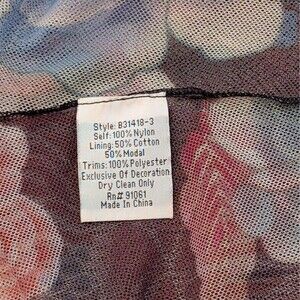 Style: B31418-3
Self: 100% Nylon
Lining: 50% Cotton
50% Modal
Trims: 100% Polyester
Exclusive Of Decoration
Dry Clean Only
Rn# 91061
Made In China